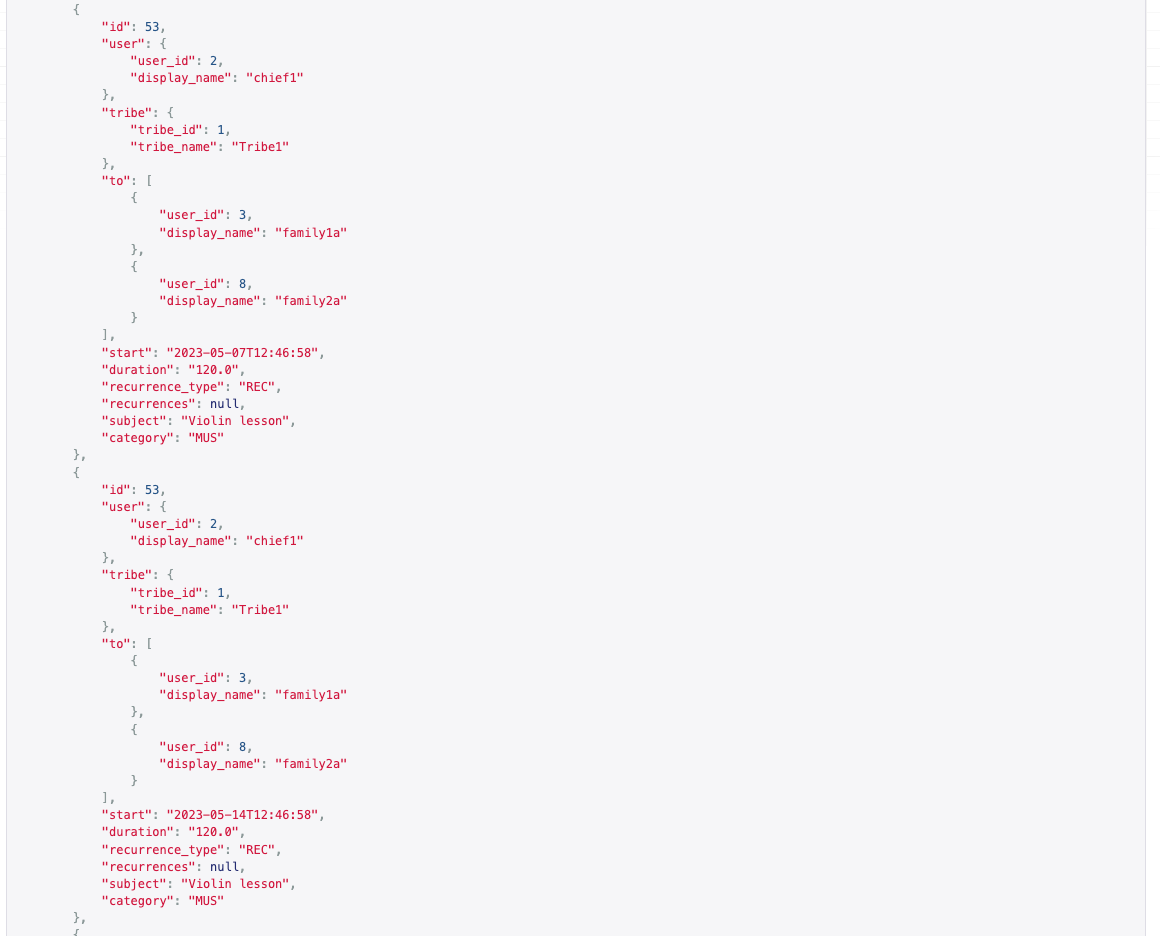 {
"id": 53,
"user": {
"user_id": 2,
"display_name": "chief1"
},
"tribe": {
"tribe_id": 1,
"tribe_name": "Tribe1"
},
"to": [
{
"user_id": 3,
"display_name": "family1a"
},
{
"user_id": 8,
"display_name": "family2a"
}
],
"start": "2023-05-07T12:46:58",
"duration": "120.0",
"recurrence_type": "REC",
"recurrences": null,
"subject": "Violin lesson",
"category": "MUS"
},
{
"id": 53,
"user": {
"user_id": 2,
"display_name": "chief1"
},
"tribe": {
"tribe_id": 1,
"tribe_name": "Tribe1"
},
"to": [
{
"user_id": 3,
"display_name": "family1a"
},
{
"user_id": 8,
"display_name": "family2a"
}
],
"start": "2023-05-14T12:46:58",
"duration": "120.0",
"recurrence_type": "REC",
"recurrences": null,
"subject": "Violin lesson",
"category": "MUS"
},
{